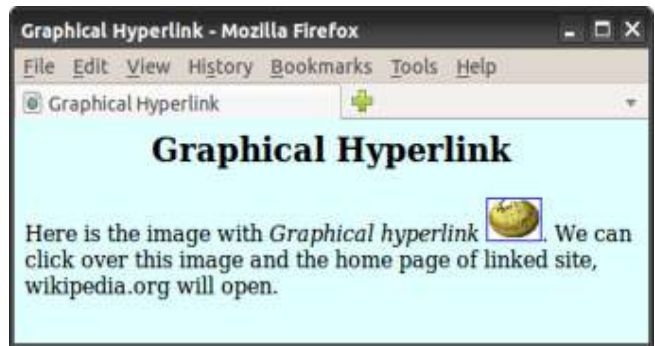 Graphical Hyperlink - Mozilla Firefox
File Edit View History Bookmarks Tools Help
Graphical Hyperlink
Graphical Hyperlink
Here is the image with Graphical hyperlink . We can
click over this image and the home page of linked site,
wikipedia.org will open.